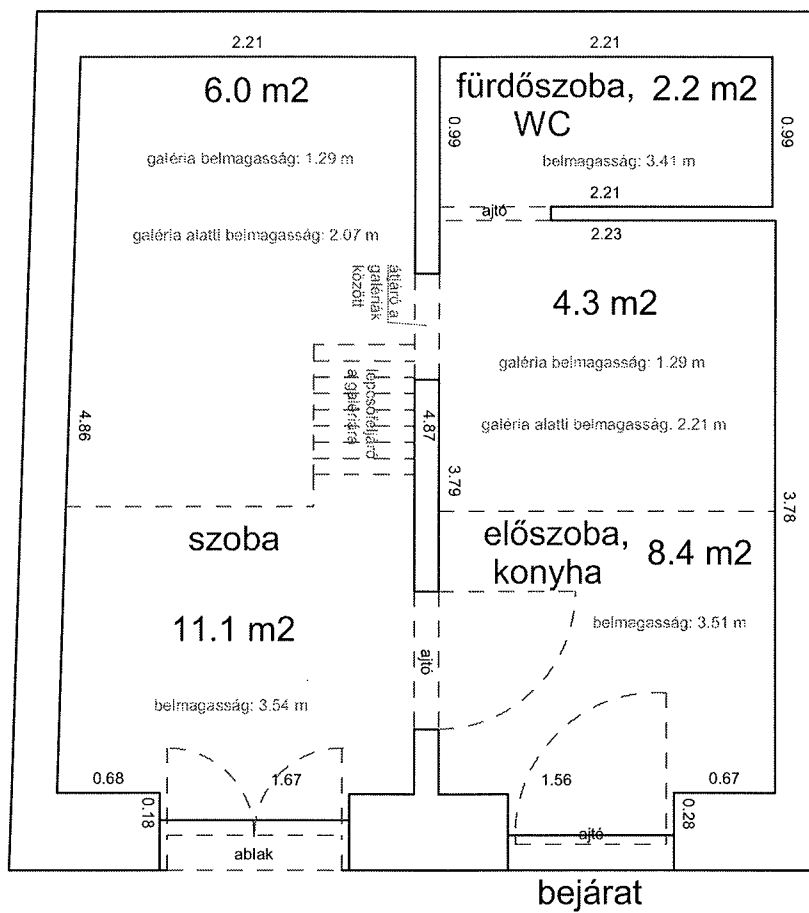 2.21
2.21
6.0 m2
fürdőszoba, 2.2 m2
WC
0.99
0.99
galéria belmagasság: 1.29 m
belmagasság: 3.41 m
2.21
ajtó
2.23
galéria alatti belmagasság: 2.07 m
átjáró a
galériák
között
4.3 m2
galéria belmagasság: 1.29 m
lépcsőfeljáró
a galériára
4.86
4.87
galéria alatti belmagasság. 2.21 m
3.79
3.78
szoba
előszoba,
konyha
8.4 m2
11.1 m2
belmagasság: 3.51 m
ajtó
belmagasság: 3.54 m
0.68
1.67
1.56
0.67
0.18
0.28
ablak
ajtó
bejárat